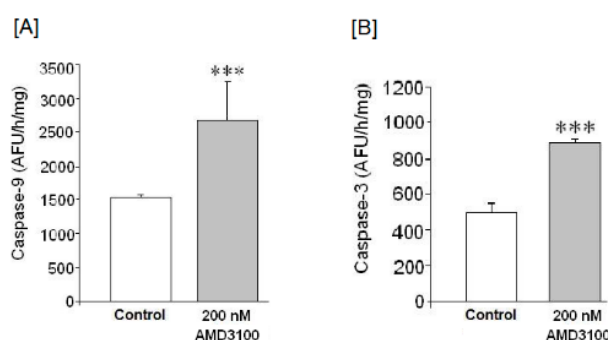 [A]
Caspase-9 (AFU/h/mg)
3500
3000
2500
2000
1500
1000
500
0
***
Control
200 nM
AMD3100
[B]
Caspase-3 (AFU/h/mg)
1200
1000
800
600
400
200
0
***
Control
200 nM
AMD3100